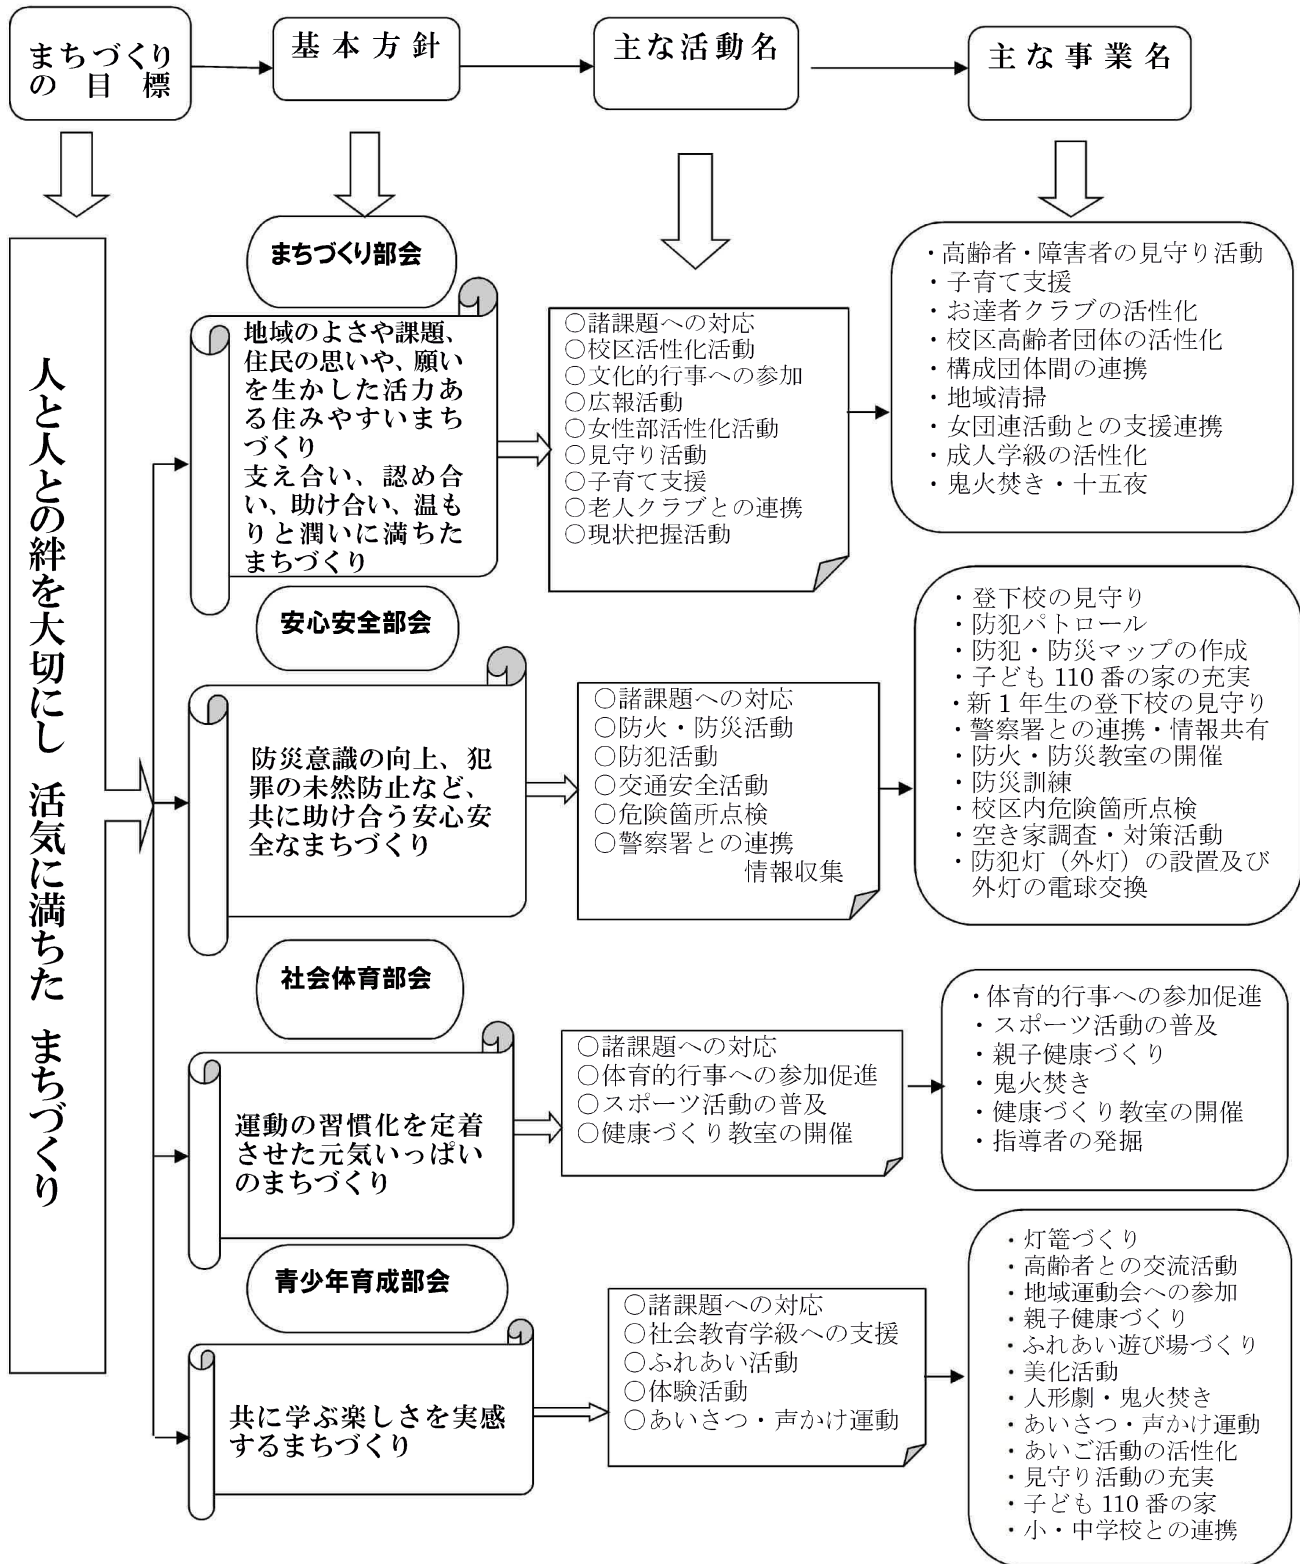 まちづくり
の目標
基本方針
主な活動名
主な事業名
人と人との絆を大切にし 活気に満ちた まちづくり
まちづくり部会
地域のよさや課題、
住民の思いや、願い
を生かした活力あ
る住みやすいまち
づくり
支え合い、認め合
い、助け合い、温も
りと潤いに満ちた
まちづくり
○諸課題への対応
○校区活性化活動
○文化的行事への参加
○広報活動
○女性部活性化活動
○見守り活動
○子育て支援
○老人クラブとの連携
○現状把握活動
・高齢者・障害者の見守り活動
・子育て支援
・お達者クラブの活性化
・校区高齢者団体の活性化
・構成団体間の連携
・地域清掃
・女団連活動との支援連携
・成人学級の活性化
・鬼火焚き・十五夜
安心安全部会
防災意識の向上、犯
罪の未然防止など、
共に助け合う安心安
全なまちづくり
○諸課題への対応
○防火・防災活動
○防犯活動
○交通安全活動
○危険箇所点検
○警察署との連携
情報収集
・登下校の見守り
・防犯パトロール
・防犯・防災マップの作成
・子ども 110 番の家の充実
・新 1 年生の登下校の見守り
・警察署との連携・情報共有
・防火・防災教室の開催
・防災訓練
・校区内危険箇所点検
・空き家調査・対策活動
・防犯灯（外灯）の設置及び
外灯の電球交換
社会体育部会
運動の習慣化を定着
させた元気いっぱい
のまちづくり
○諸課題への対応
○体育的行事への参加促進
○スポーツ活動の普及
○健康づくり教室の開催
・体育的行事への参加促進
・スポーツ活動の普及
・親子健康づくり
・鬼火焚き
・健康づくり教室の開催
・指導者の発掘
青少年育成部会
共に学ぶ楽しさを実感
するまちづくり
○諸課題への対応
○社会教育学級への支援
○ふれあい活動
○体験活動
○あいさつ・声かけ運動
・灯篭づくり
・高齢者との交流活動
・地域運動会への参加
・親子健康づくり
・ふれあい遊び場づくり
・美化活動
・人形劇・鬼火焚き
・あいさつ・声かけ運動
・あいご活動の活性化
・見守り活動の充実
・子ども 110 番の家
・小・中学校との連携